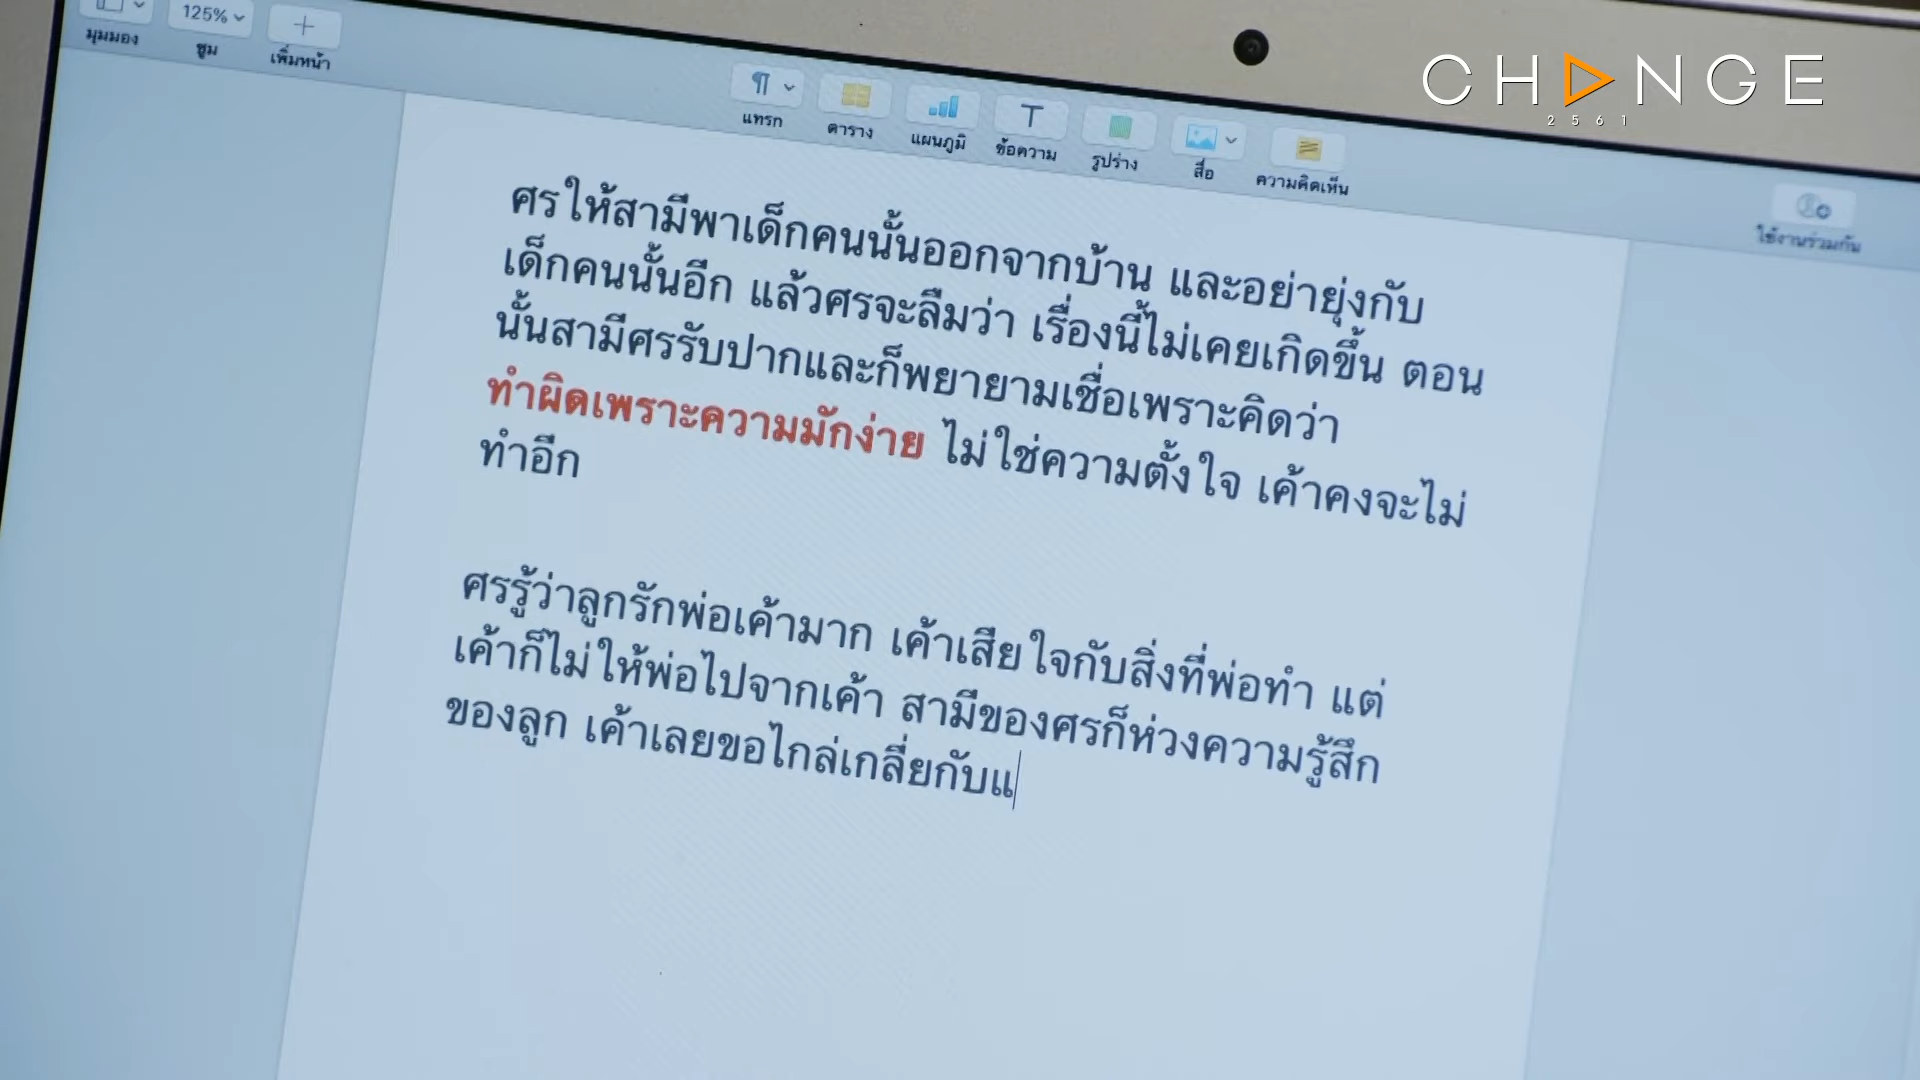 125%
มุมมอง
ซูม
เพิ่มหน้า
แทรก
ตาราง
แผนภูมิ
T
ข้อความ
รูปร่าง
สื่อ
ความคิดเห็น
ใช้งานร่วมกัน
CHANGE
2561
ศรให้สามีพาเด็กคนนั้นออกจากบ้าน และอย่ายุ่งกับ
เด็กคนนั้นอีก แล้วศรจะลืมว่า เรื่องนี้ไม่เคยเกิดขึ้น ตอน
นั้นสามีศรรับปากและก็พยายามเชื่อเพราะคิดว่า
ทำผิดเพราะความมักง่าย ไม่ใช่ความตั้งใจ เค้าคงจะไม่
ทำอีก
ศรรู้ว่าลูกรักพ่อเค้ามาก เค้าเสียใจกับสิ่งที่พ่อทำ แต่
เค้าก็ไม่ให้พ่อไปจากเค้า สามีของศรก็ห่วงความรู้สึก
ของลูก เค้าเลยขอไกล่เกลี่ยกับแ